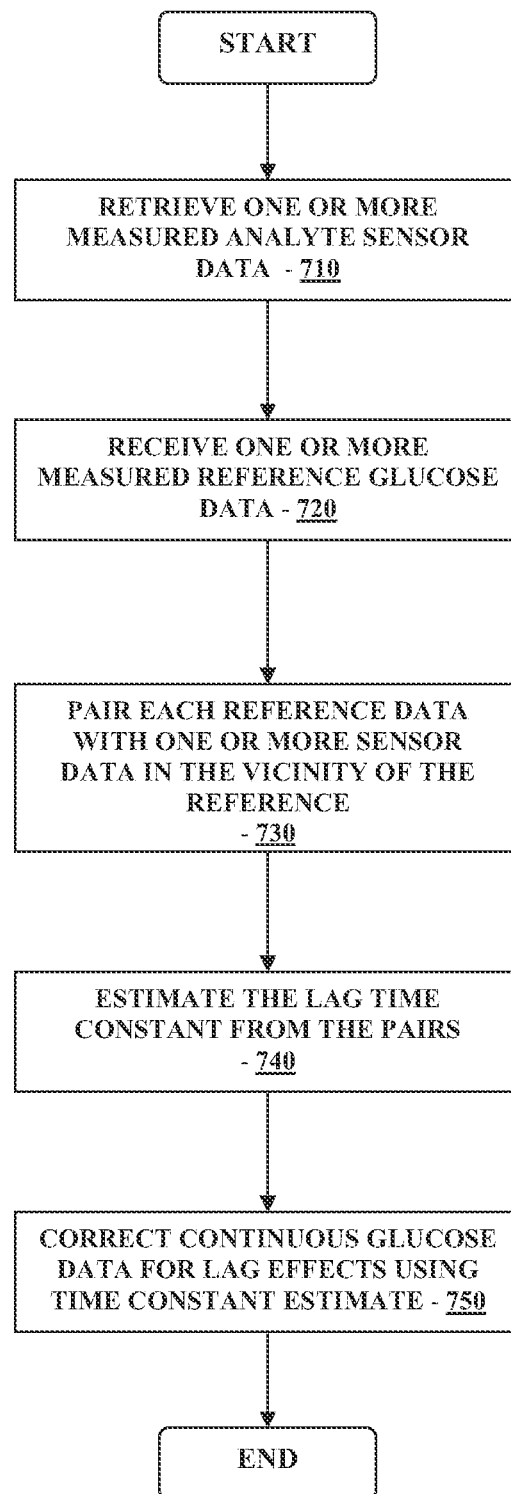 START
RETRIEVE ONE OR MORE
MEASURED ANALYTE SENSOR
DATA - 710
RECEIVE ONE OR MORE
MEASURED REFERENCE GLUCOSE
DATA - 720
PAIR EACH REFERENCE DATA
WITH ONE OR MORE SENSOR
DATA IN THE VICINITY OF THE
REFERENCE
- 730
ESTIMATE THE LAG TIME
CONSTANT FROM THE PAIRS
- 740
CORRECT CONTINUOUS GLUCOSE
DATA FOR LAG EFFECTS USING
TIME CONSTANT ESTIMATE - 750
END